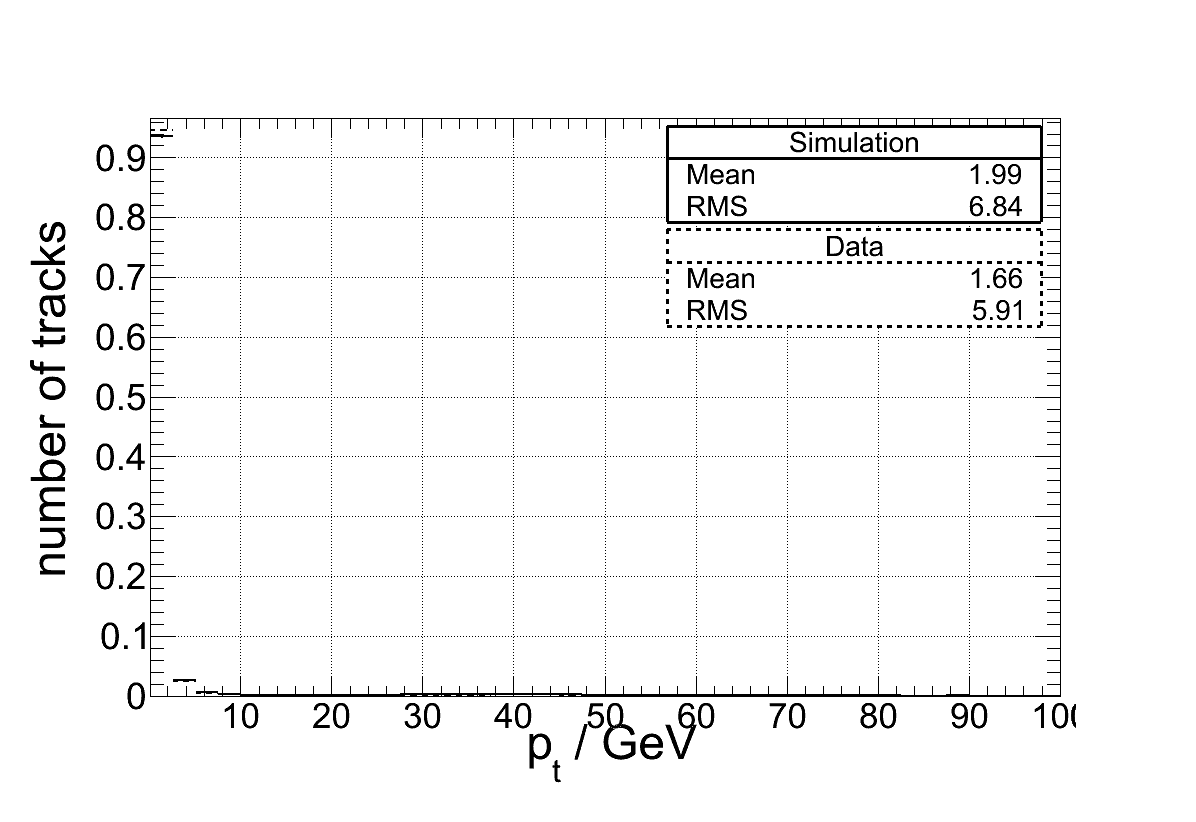 number of tracks
0.9
0.8
0.7
0.6
0.5
0.4
0.3
0.2
0.1
0
Simulation
Mean 1.99
RMS 6.84
Data
Mean 1.66
RMS 5.91
10 20 30 40 50 60 70 80 90 100
p_t / GeV